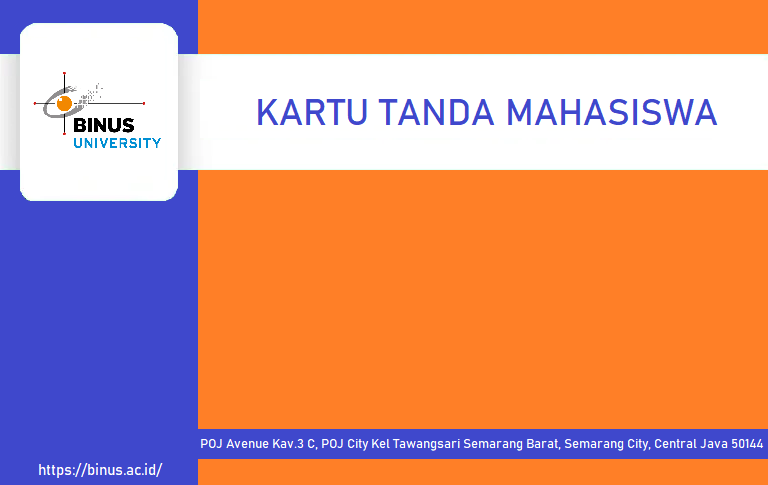 BINUS
UNIVERSITY
KARTU TANDA MAHASISWA
POJ Avenue Kav.3 C, POJ City Kel Tawangsari Semarang Barat, Semarang City, Central Java 50144
https://binus.ac.id/